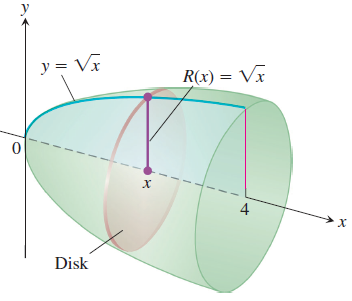 y
y = √x
R(x) = √x
0
x
4
x
Disk